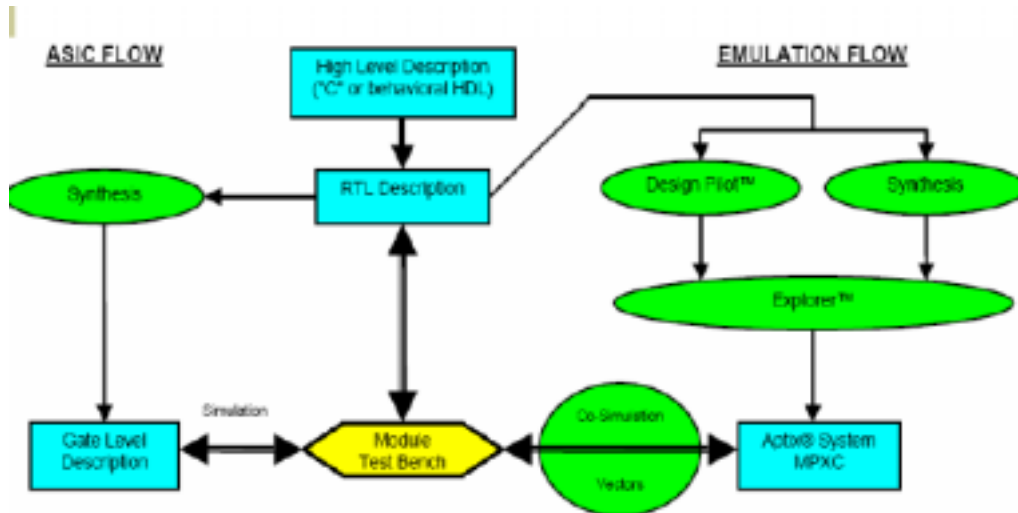 ASIC FLOW
High Level Description
("C" or behavioral HDL)
EMULATION FLOW
Synthesis
RTL Description
Design Pilot™
Synthesis
Explorer™
Simulation
Gate Level
Description
Module
Test Bench
Co-Simulation
Vectors
Aptix® System
MPXC